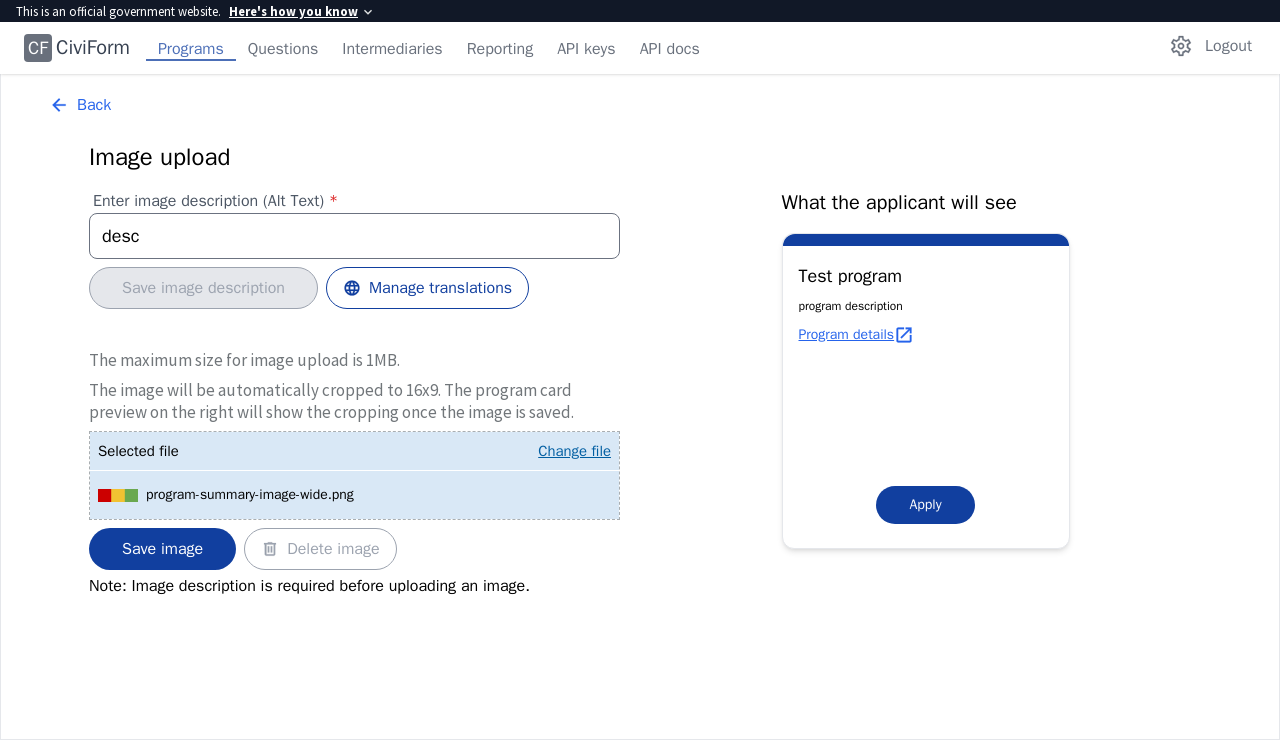 This is an official government website. Here's how you know
CF CiviForm Programs Questions Intermediaries Reporting API keys API docs Logout
Back
Image upload
Enter image description (Alt Text) *
desc
Save image description Manage translations
The maximum size for image upload is 1MB.
The image will be automatically cropped to 16x9. The program card
preview on the right will show the cropping once the image is saved.
Selected file Change file
program-summary-image-wide.png
Save image Delete image
Note: Image description is required before uploading an image.
What the applicant will see
Test program
program description
Program details
Apply